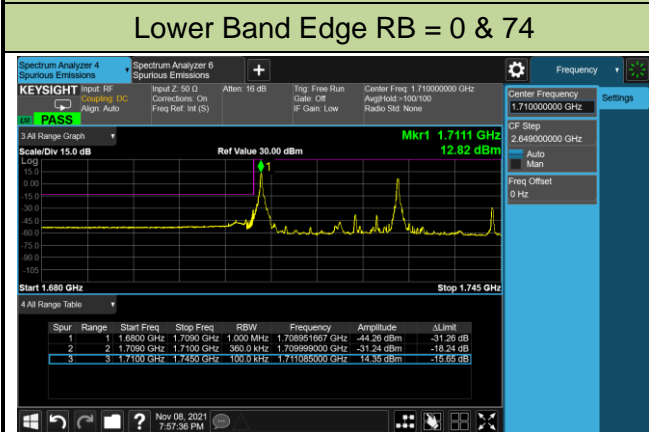 Lower Band Edge RB = 0 & 74
Spectrum Analyzer 4
Spurious Emissions
Spectrum Analyzer 6
Spurious Emissions
+
Frequency
KEYSIGHT Input: RF Input Z: 50 Ω Atten: 16 dB Trig: Free Run Center Freq: 1.710000000 GHz
Coupling: DC Corrections: On Gate: Off Avg|Hold:>100/100
Align: Auto Freq Ref: Int (S) IF Gain: Low Radio Std: None
PASS
Center Frequency
1.710000000 GHz
Settings
CF Step
2.649000000 GHz
Auto
Man
Freq Offset
0 Hz
3 All Range Graph
Mkr1 1.7111 GHz
Scale/Div 15.0 dB Ref Value 30.00 dBm 12.82 dBm
Log
1
15.0
0.00
-15.0
-30.0
-45.0
-60.0
-75.0
-90.0
-105
Start 1.680 GHz Stop 1.745 GHz
4 All Range Table
Spur Range Start Freq Stop Freq RBW Frequency Amplitude ΔLimit
1 1 1.6800 GHz 1.7090 GHz 1.000 MHz 1.708951667 GHz -44.26 dBm -31.26 dB
2 2 1.7090 GHz 1.7100 GHz 360.0 kHz 1.709999000 GHz -31.24 dBm -18.24 dB
3 3 1.7100 GHz 1.7450 GHz 100.0 kHz 1.711085000 GHz 14.35 dBm -15.65 dB
?
Nov 08, 2021
7:57:36 PM